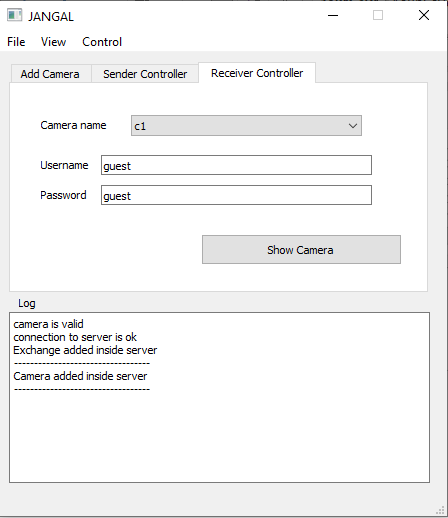 JANGAL
File View Control
Add Camera Sender Controller Receiver Controller
Camera name c1
Username guest
Password guest
Show Camera
Log
camera is valid
connection to server is ok
Exchange added inside server
----------------------------------
Camera added inside server
----------------------------------